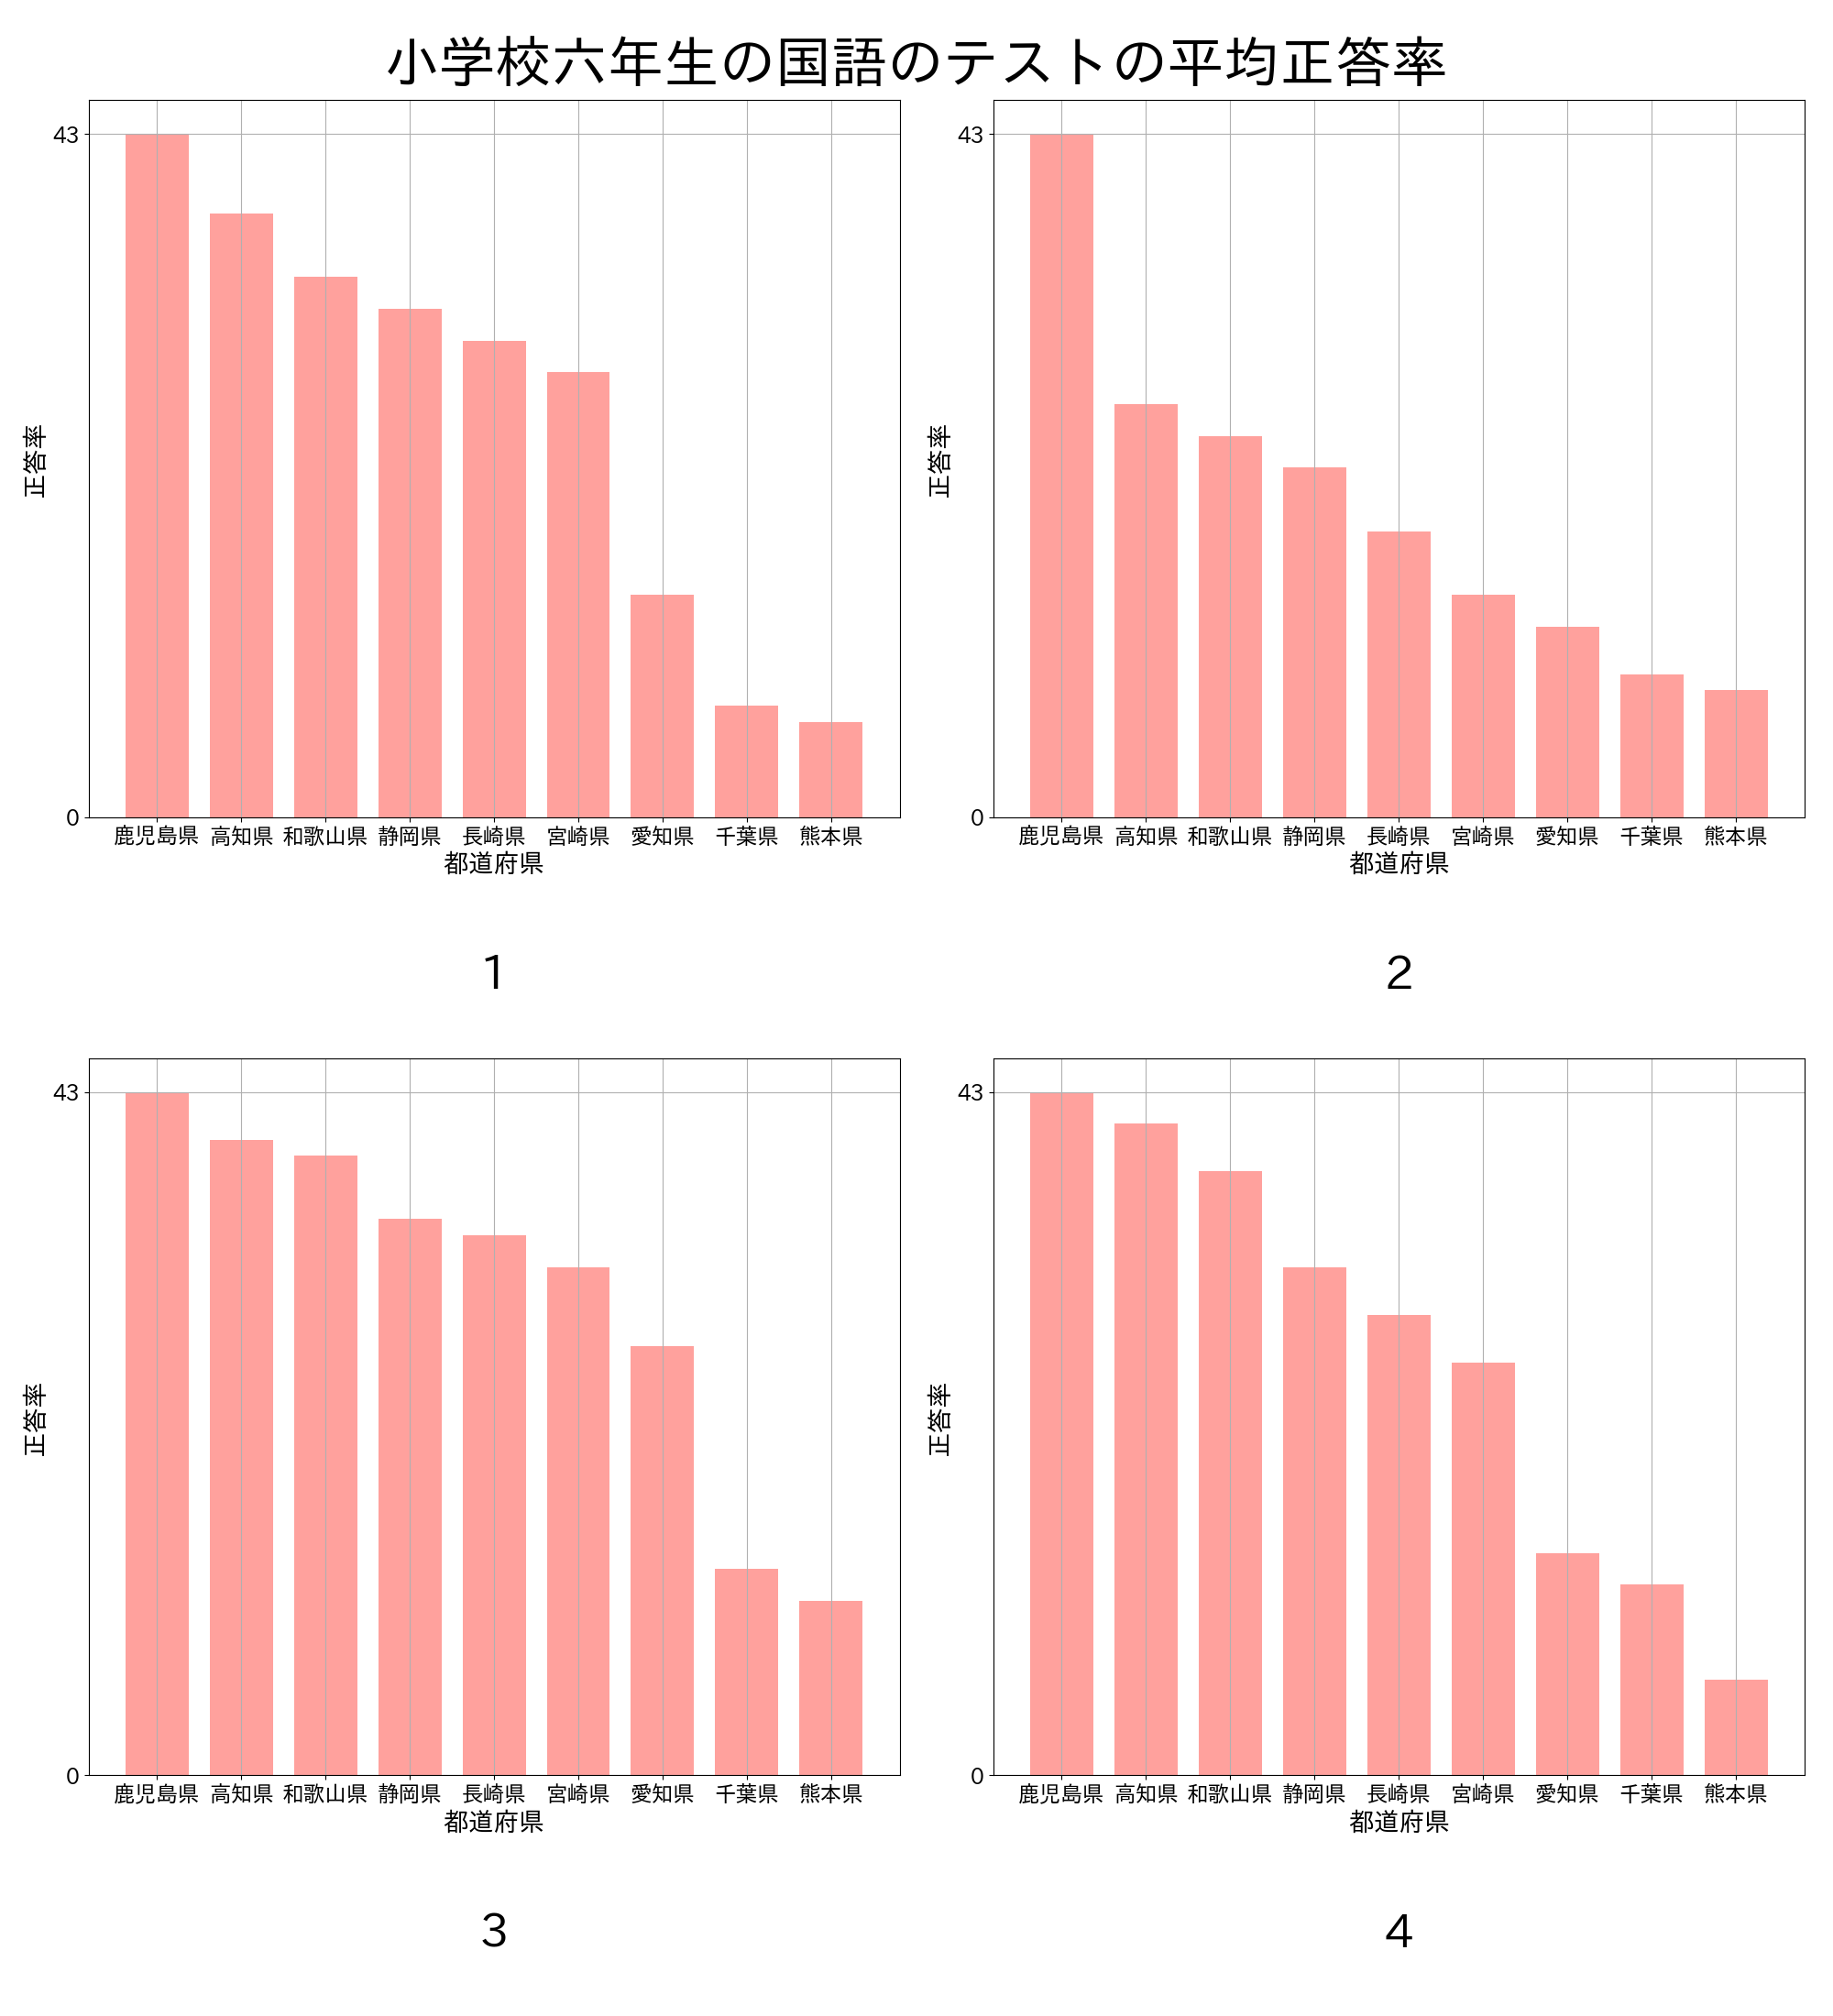 小学校六年生の国語のテストの平均正答率
43
0
正答率
鹿児島県 高知県 和歌山県 静岡県 長崎県 宮崎県 愛知県 千葉県 熊本県
都道府県
1
43
0
正答率
鹿児島県 高知県 和歌山県 静岡県 長崎県 宮崎県 愛知県 千葉県 熊本県
都道府県
2
43
0
正答率
鹿児島県 高知県 和歌山県 静岡県 長崎県 宮崎県 愛知県 千葉県 熊本県
都道府県
3
43
0
正答率
鹿児島県 高知県 和歌山県 静岡県 長崎県 宮崎県 愛知県 千葉県 熊本県
都道府県
4